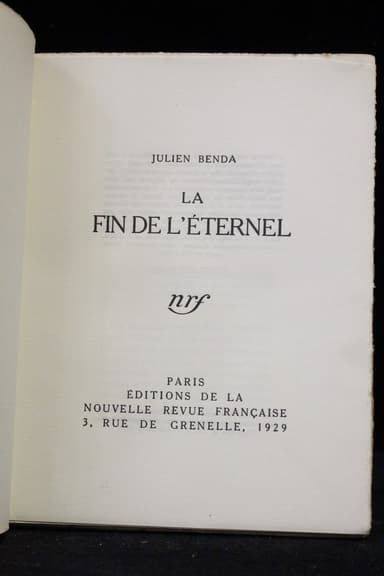 JULIEN BENDA
LA
FIN DE L'ÉTERNEL
nrf
PARIS
ÉDITIONS DE LA
NOUVELLE REVUE FRANÇAISE
3, RUE DE GRENELLE, 1929